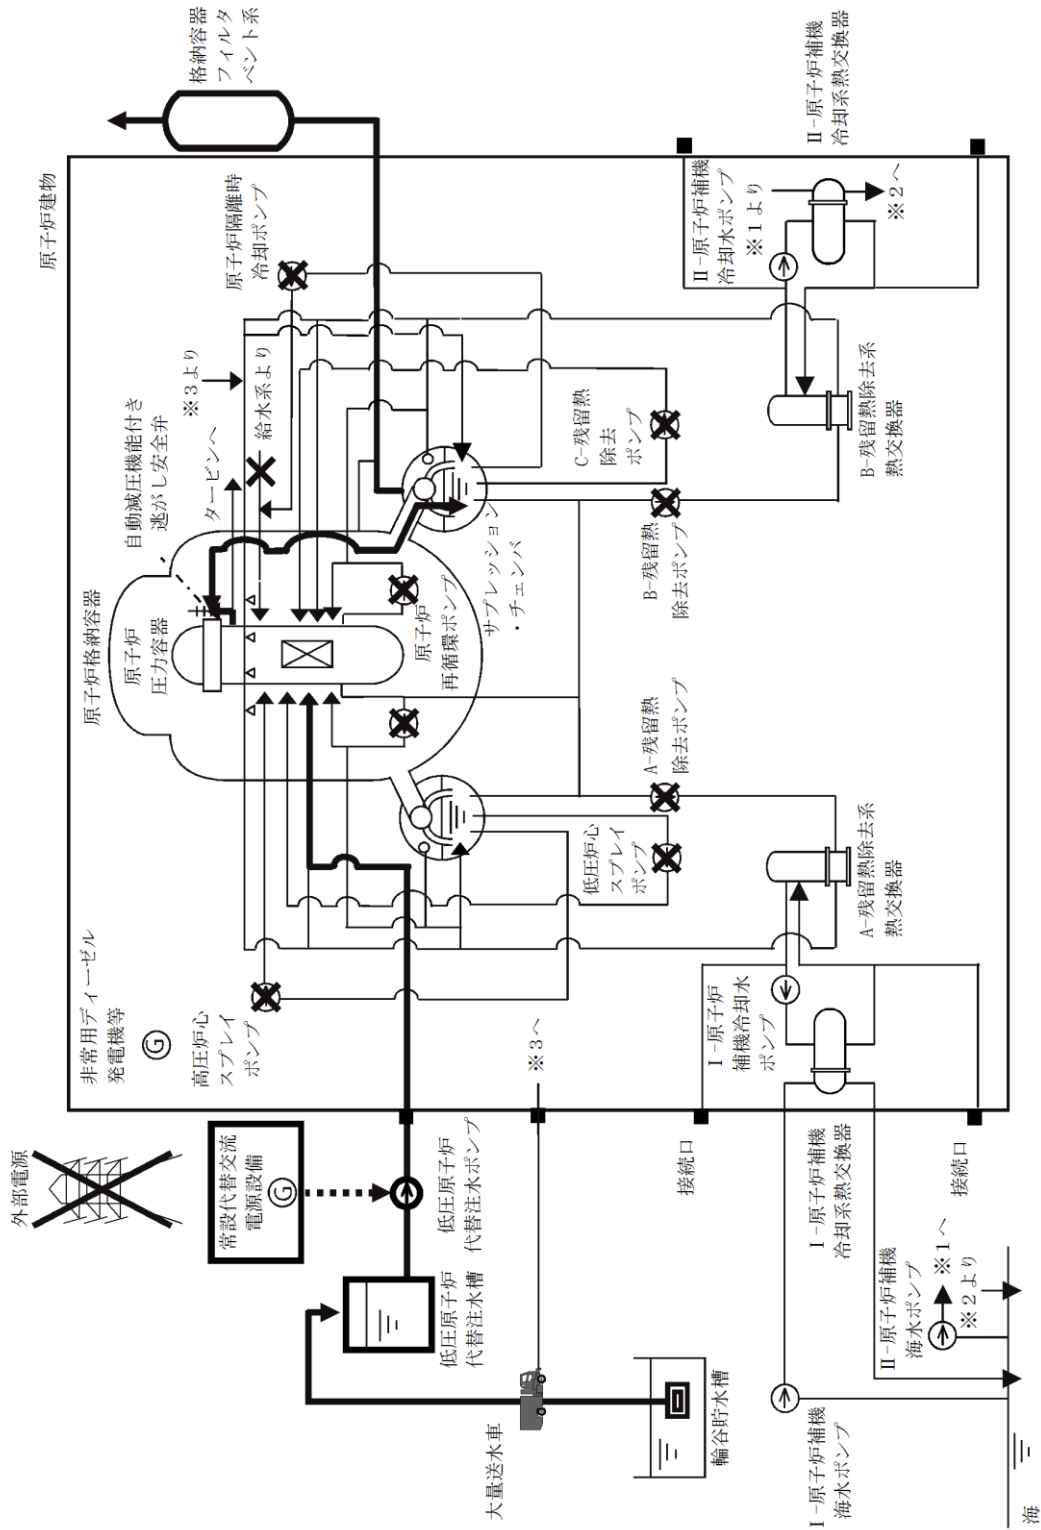 外部電源
非常用ディーゼル
発電機等
G
常設代替交流
電源設備
G
高圧炉心
スプレイ
ポンプ
原子炉格納容器
原子炉
圧力容器
自動減圧機能付き
逃がし安全弁
タービンへ
※3より
給水系より
原子炉隔離時
冷却ポンプ
原子炉建物
格納容器
フィルタ
ベント系
低圧原子炉
代替注水槽
低圧原子炉
代替注水ポンプ
原子炉
再循環ポンプ
サプレッション
・チェンバ
大量送水車
※3へ
低圧炉心
スプレイ
ポンプ
A-残留熱
除去ポンプ
B-残留熱
除去ポンプ
C-残留熱
除去
ポンプ
輪谷貯水槽
接続口
Ⅰ-原子炉
補機冷却水
ポンプ
Ⅱ-原子炉補機
冷却水ポンプ
※1より
※2へ
Ⅱ-原子炉補機
冷却系熱交換器
Ⅰ-原子炉補機
海水ポンプ
Ⅰ-原子炉補機
冷却系熱交換器
A-残留熱除去系
熱交換器
B-残留熱除去系
熱交換器
Ⅱ-原子炉補機
海水ポンプ
※1へ
※2より
接続口
海